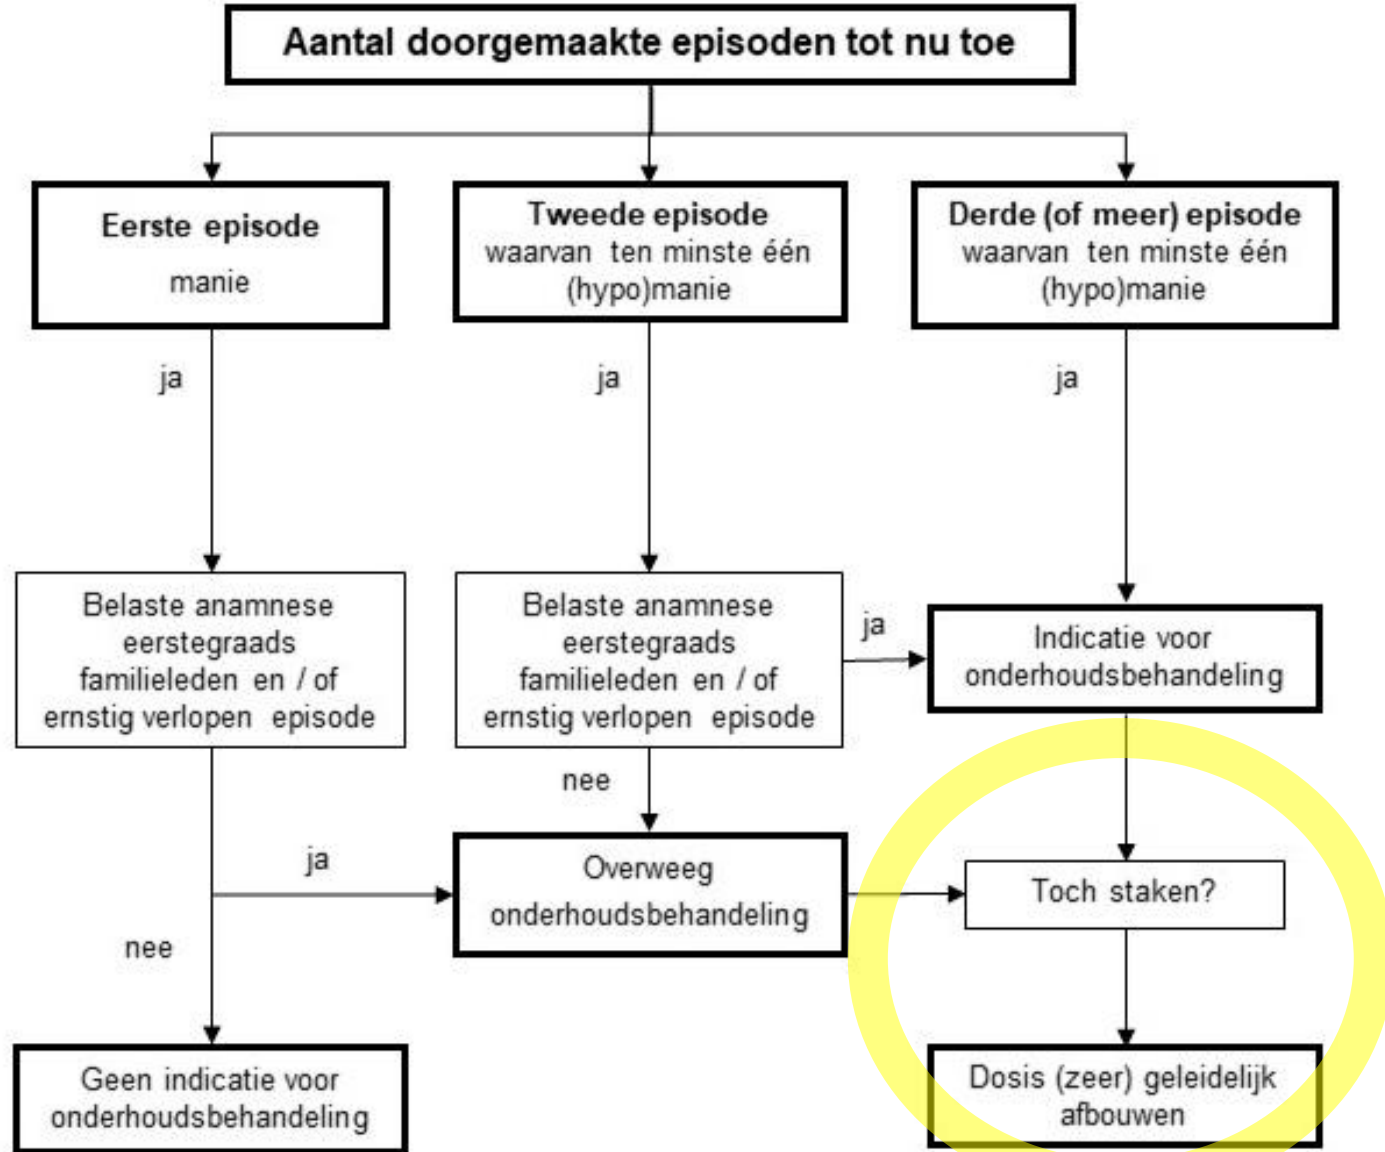 Aantal doorgemaakte episoden tot nu toe
Eerste episode
manie
Tweede episode
waarvan ten minste één
(hypo)manie
Derde (of meer) episode
waarvan ten minste één
(hypo)manie
ja
ja
ja
Belaste anamnese
eerstegraads
familieleden en / of
ernstig verlopen episode
Belaste anamnese
eerstegraads
familieleden en / of
ernstig verlopen episode
ja
Indicatie voor
onderhoudsbehandeling
nee
ja
Overweeg
onderhoudsbehandeling
Toch staken?
nee
Geen indicatie voor
onderhoudsbehandeling
Dosis (zeer) geleidelijk
afbouwen